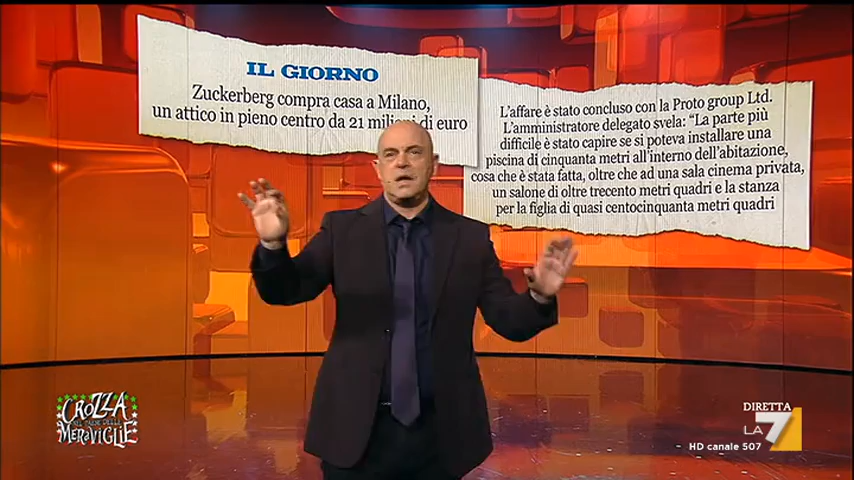 IL GIORNO
Zuckerberg compra casa a Milano,
un attico in pieno centro da 21 milioni di euro
L'affare è stato concluso con la Proto group Ltd.
L'amministratore delegato svela: "La parte più
difficile è stato capire se si poteva installare una
piscina di cinquanta metri all'interno dell'abitazione,
cosa che è stata fatta, oltre che ad una sala cinema privata,
un salone di oltre trecento metri quadri e la stanza
per la figlia di quasi centocinquanta metri quadri
CROZZA
NEL PAESE DELLE
MERAVIGLIE
DIRETTA
LA7
HD canale 507